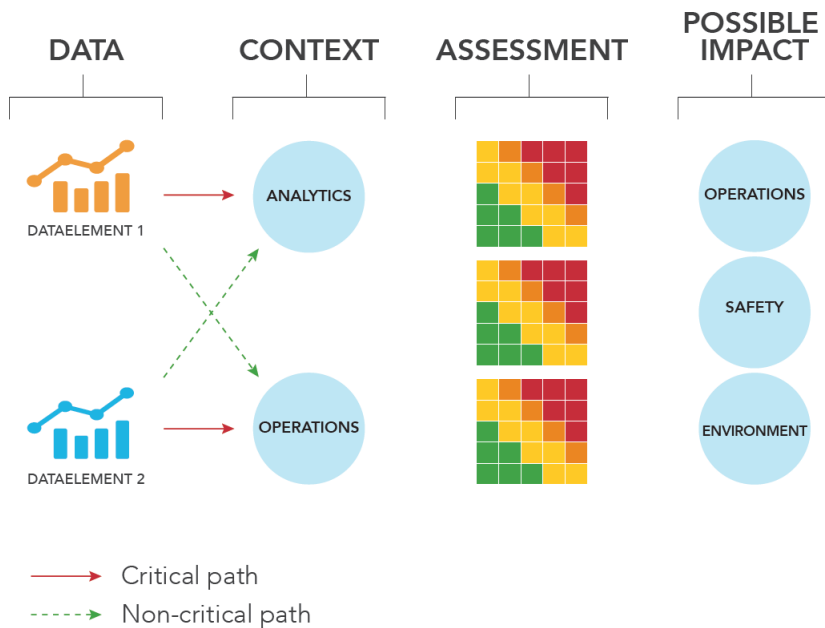 DATA
CONTEXT
ASSESSMENT
POSSIBLE
IMPACT
DATAELEMENT 1
ANALYTICS
OPERATIONS
SAFETY
DATAELEMENT 2
OPERATIONS
ENVIRONMENT
Critical path
Non-critical path